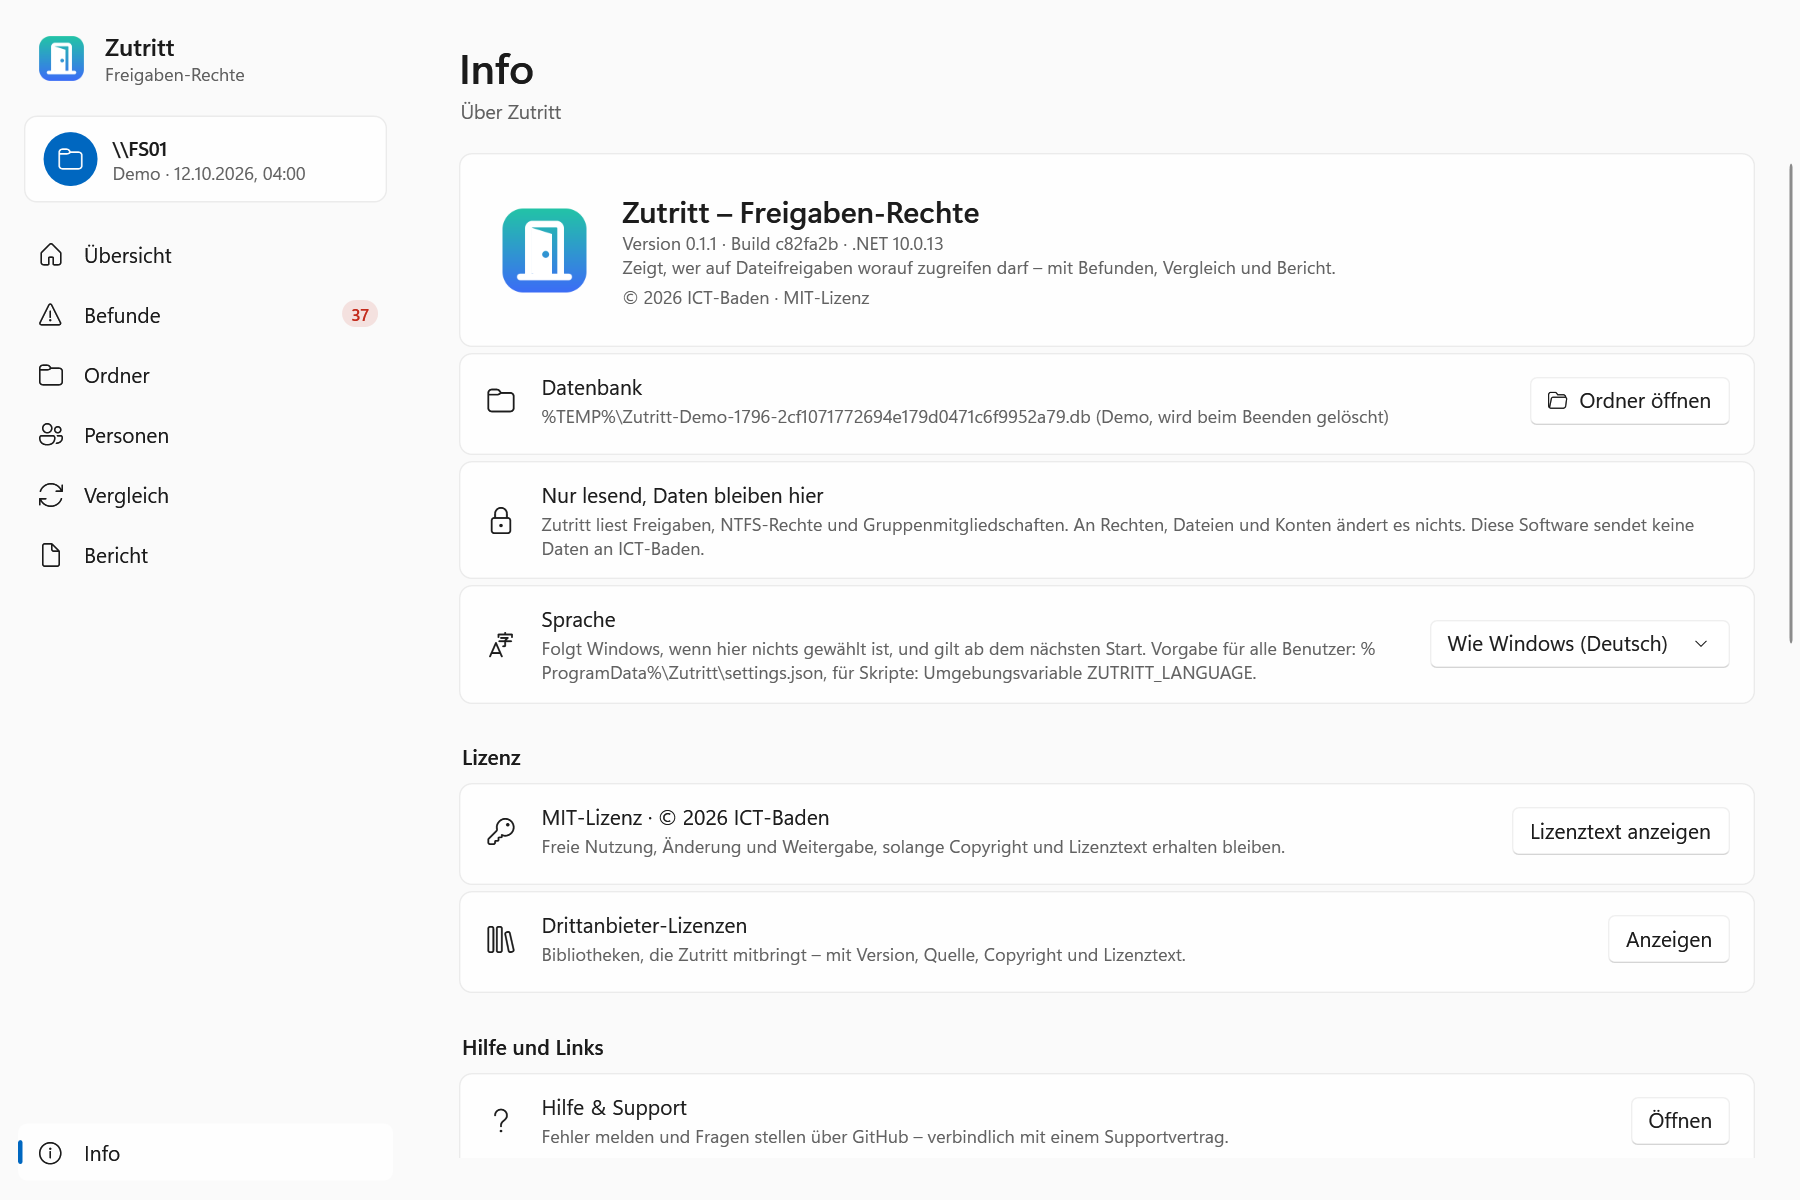 Zutritt
Freigaben-Rechte
\\FS01
Demo · 12.10.2026, 04:00
Übersicht
Befunde
37
Ordner
Personen
Vergleich
Bericht
Info
Info
Über Zutritt
Zutritt – Freigaben-Rechte
Version 0.1.1 · Build c82fa2b · .NET 10.0.13
Zeigt, wer auf Dateifreigaben worauf zugreifen darf – mit Befunden, Vergleich und Bericht.
© 2026 ICT-Baden · MIT-Lizenz
Datenbank
%TEMP%\Zutritt-Demo-1796-2cf1071772694e179d0471c6f9952a79.db (Demo, wird beim Beenden gelöscht)
Ordner öffnen
Nur lesend, Daten bleiben hier
Zutritt liest Freigaben, NTFS-Rechte und Gruppenmitgliedschaften. An Rechten, Dateien und Konten ändert es nichts. Diese Software sendet keine
Daten an ICT-Baden.
Sprache
Folgt Windows, wenn hier nichts gewählt ist, und gilt ab dem nächsten Start. Vorgabe für alle Benutzer: %
ProgramData%\Zutritt\settings.json, für Skripte: Umgebungsvariable ZUTRITT_LANGUAGE.
Wie Windows (Deutsch)
Lizenz
MIT-Lizenz · © 2026 ICT-Baden
Freie Nutzung, Änderung und Weitergabe, solange Copyright und Lizenztext erhalten bleiben.
Lizenztext anzeigen
Drittanbieter-Lizenzen
Bibliotheken, die Zutritt mitbringt – mit Version, Quelle, Copyright und Lizenztext.
Anzeigen
Hilfe und Links
Hilfe & Support
Fehler melden und Fragen stellen über GitHub – verbindlich mit einem Supportvertrag.
Öffnen